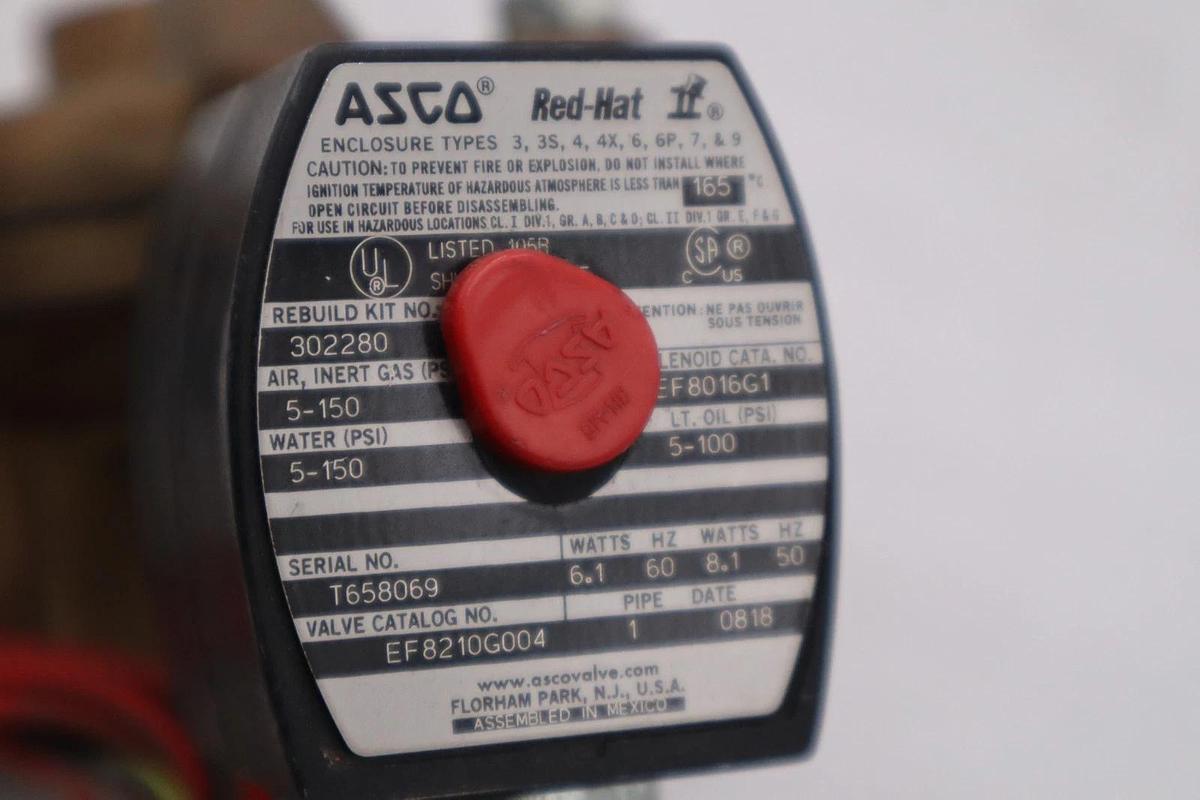 ASCO® Red-Hat II®
ENCLOSURE TYPES 3, 3S, 4, 4X, 6, 6P, 7, & 9
CAUTION: TO PREVENT FIRE OR EXPLOSION, DO NOT INSTALL WHERE
IGNITION TEMPERATURE OF HAZARDOUS ATMOSPHERE IS LESS THAN 165 °C
OPEN CIRCUIT BEFORE DISASSEMBLING.
FOR USE IN HAZARDOUS LOCATIONS CL. I DIV.1, GR. A, B, C & D; CL. II DIV.1 GR. E, F & G
UL® LISTED 105B SA® C US
REBUILD KIT NO. NE PAS OUVRIR
SOUS TENSION
302280
CATA. NO.
AIR, INERT GAS
EF8016G1
5-150
LT. OIL (PSI)
WATER (PSI)
5-100
5-150
WATTS HZ WATTS HZ
SERIAL NO.
6.1 60 8.1 50
T658069
PIPE DATE
VALVE CATALOG NO.
1 0818
EF8210G004
www.ascovalve.com
FLORHAM PARK, N.J., U.S.A.
ASSEMBLED IN MEXICO
ASCO